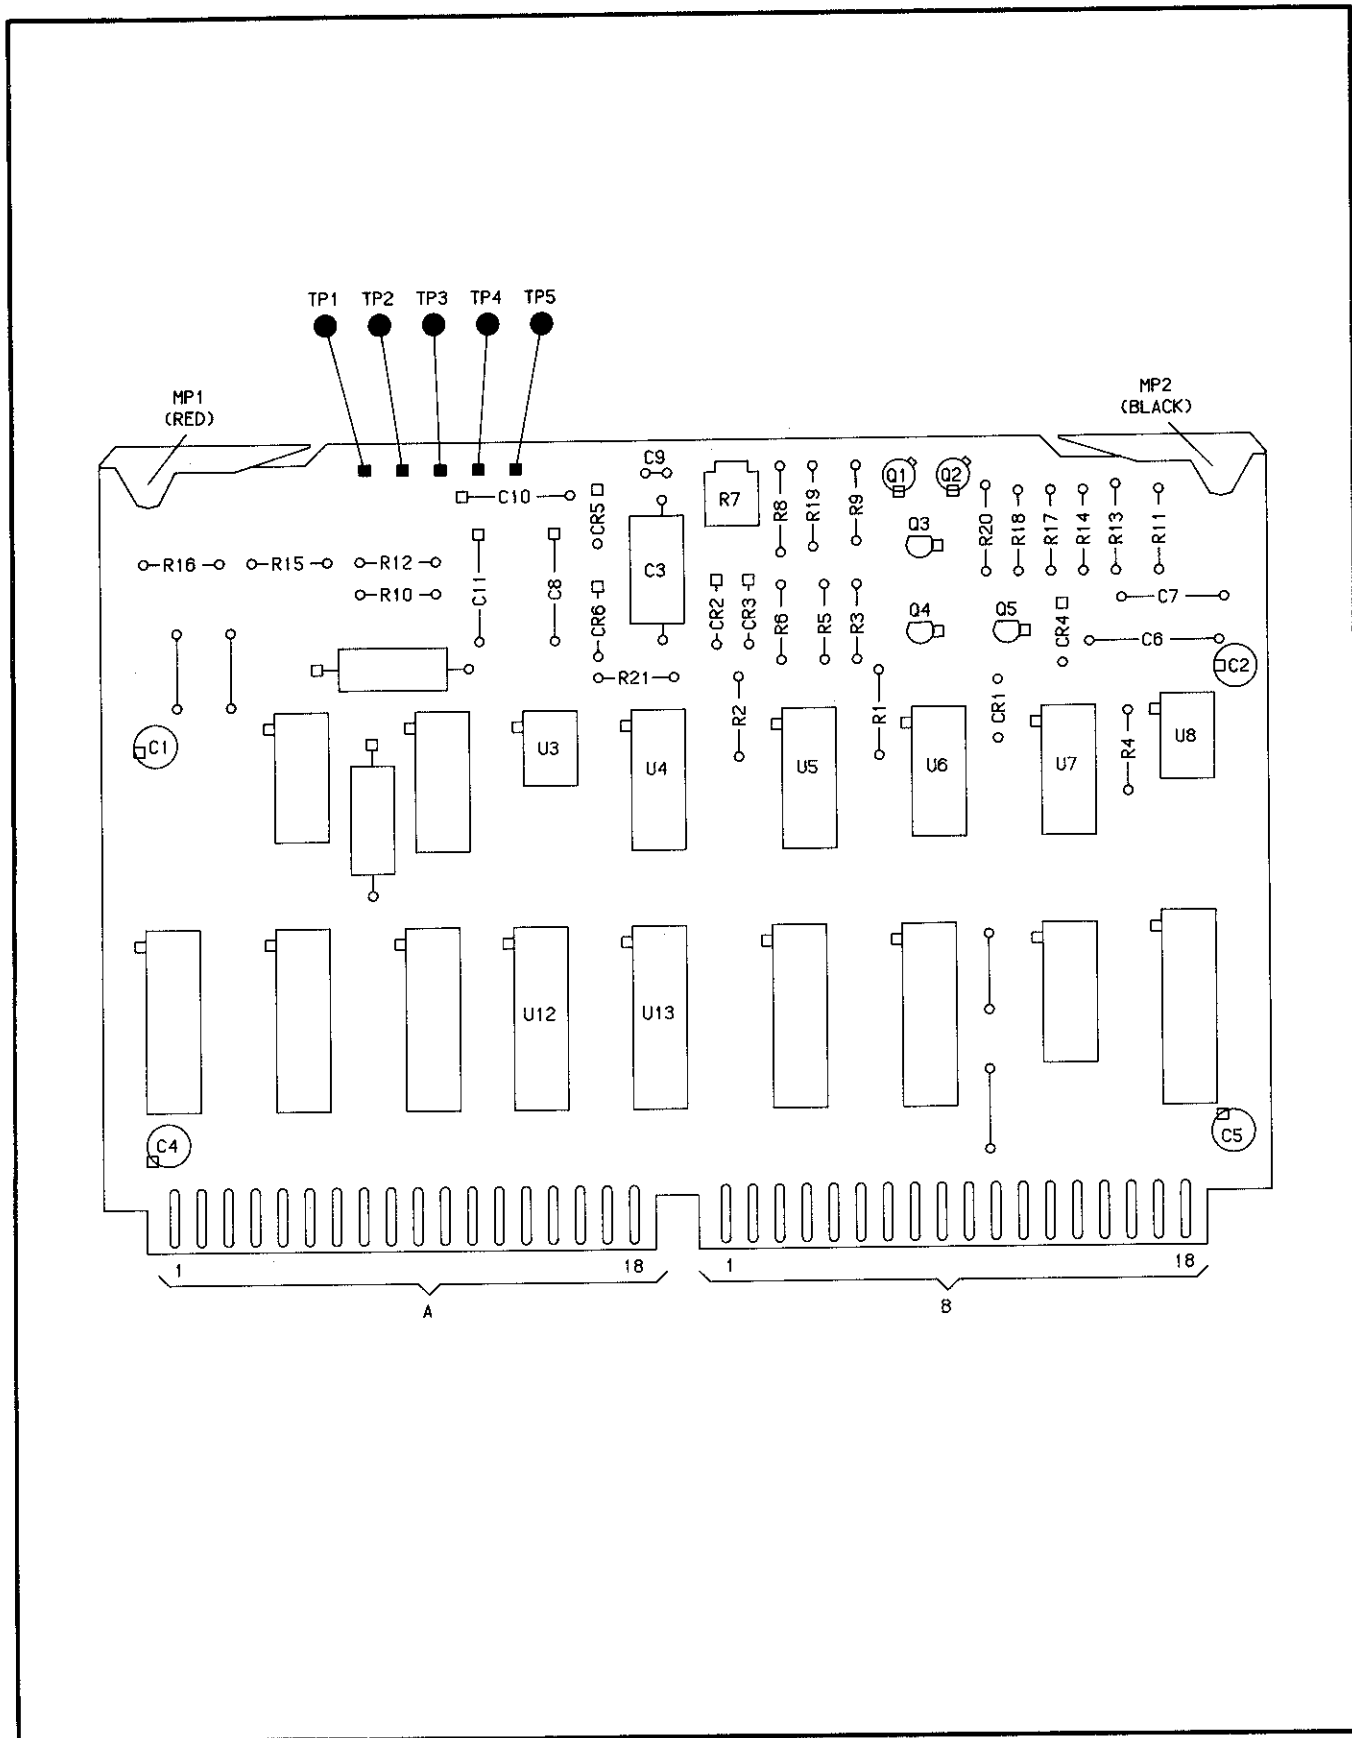 TP1 TP2 TP3 TP4 TP5
MP1
(RED)
MP2
(BLACK)
C9
C10
CR5
R7
R8
R19
R9
Q1
Q2
R20
R18
R17
R14
R13
R11
Q3
R16
R15
R12
R10
C11
C8
CR6
C3
CR2
CR3
R6
R5
R3
Q4
Q5
CR4
C7
C6
C2
R21
R2
R1
CR1
R4
C1
U3
U4
U5
U6
U7
U8
U12
U13
C4
C5
1
18
1
18
A
B